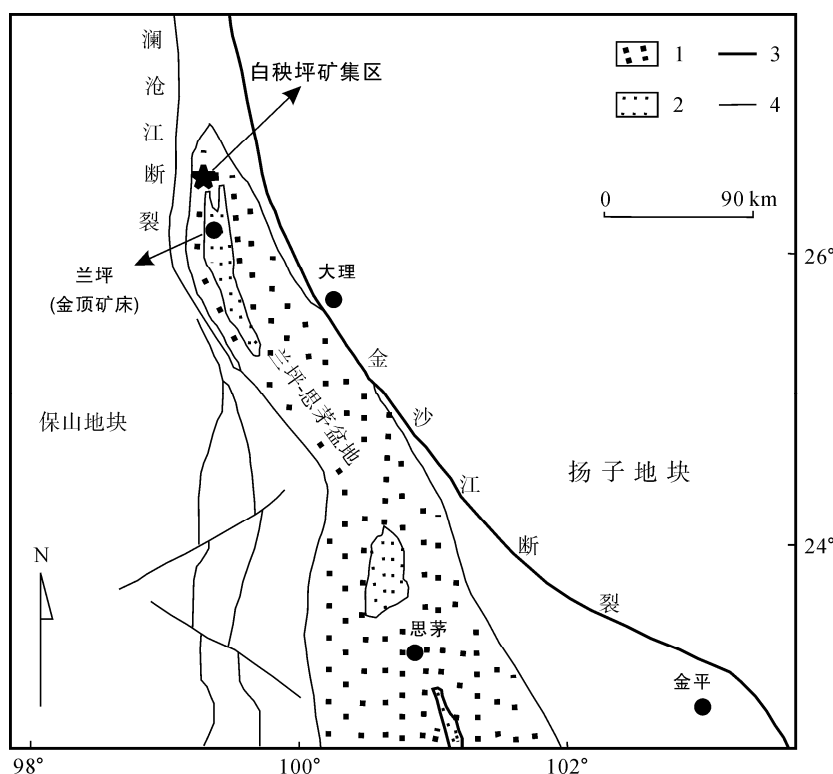 澜沧江断裂
白秧坪矿集区
1
2
3
4
0 90 km
26°
兰坪
(金顶矿床)
大理
兰坪-思茅盆地
金沙江断裂
保山地块
扬子地块
N
24°
思茅
金平
98°
100°
102°